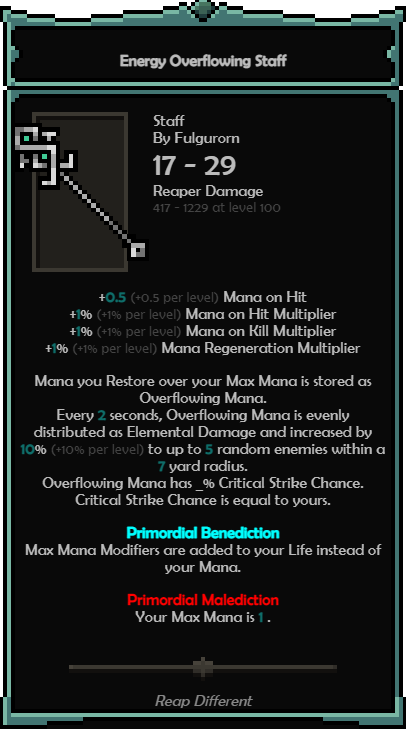 Energy Overflowing Staff
Staff
By Fulgurorn
17 - 29
Reaper Damage
417 - 1229 at level 100
+0.5 (+0.5 per level) Mana on Hit
+1% (+1% per level) Mana on Hit Multiplier
+1% (+1% per level) Mana on Kill Multiplier
+1% (+1% per level) Mana Regeneration Multiplier
Mana you Restore over your Max Mana is stored as
Overflowing Mana.
Every 2 seconds, Overflowing Mana is evenly
distributed as Elemental Damage and increased by
10% (+10% per level) to up to 5 random enemies within a
7 yard radius.
Overflowing Mana has _% Critical Strike Chance.
Critical Strike Chance is equal to yours.
Primordial Benediction
Max Mana Modifiers are added to your Life instead of
your Mana.
Primordial Malediction
Your Max Mana is 1 .
Reap Different